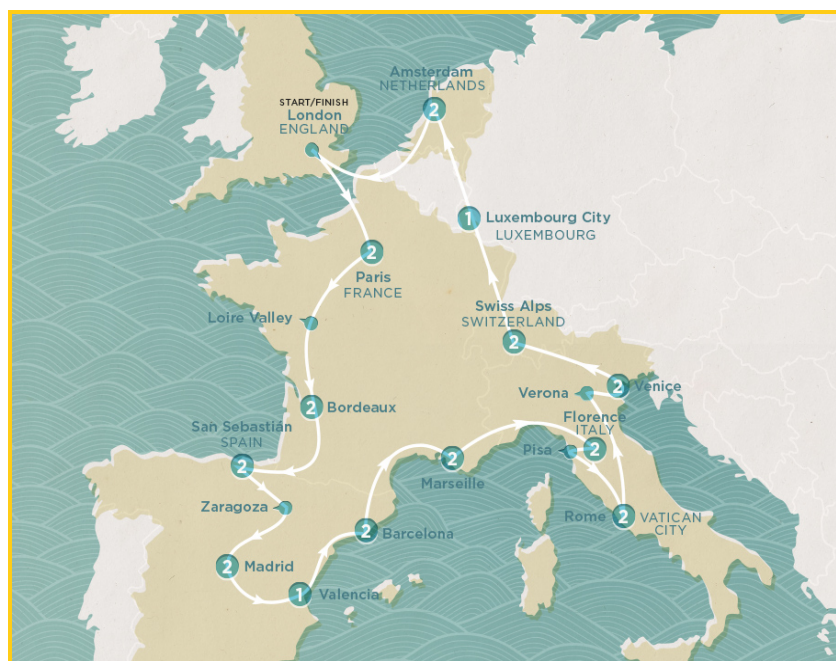 Amsterdam
NETHERLANDS
2
START/FINISH
London
ENGLAND
1
Luxembourg City
LUXEMBOURG
2
Paris
FRANCE
Loire Valley
Swiss Alps
SWITZERLAND
2
Verona
2
Venice
2
Bordeaux
San Sebastián
SPAIN
2
Florence
ITALY
2
Pisa
2
Marseille
Zaragoza
Rome
2
VATICAN
CITY
2
Barcelona
2
Madrid
1
Valencia